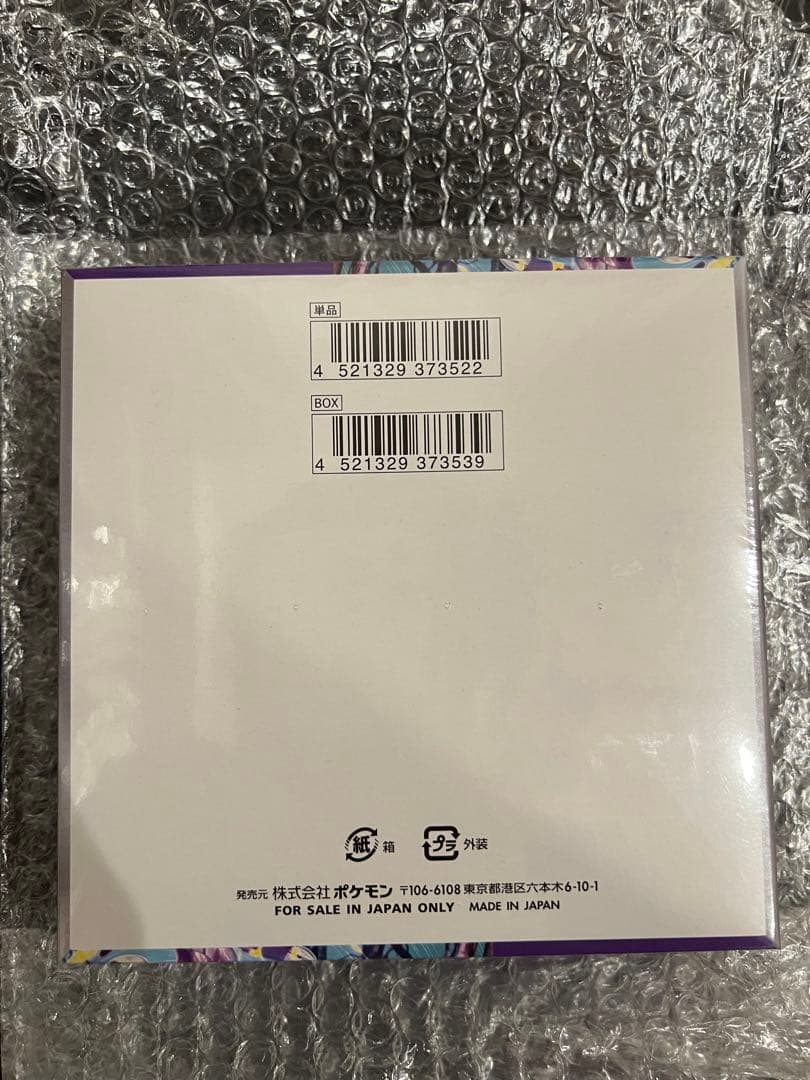 単品
4 521329 373522
BOX
4 521329 373539
紙 箱 プラ 外装
発売元 株式会社 ポケモン 〒106-6108 東京都港区六本木6-10-1
FOR SALE IN JAPAN ONLY MADE IN JAPAN